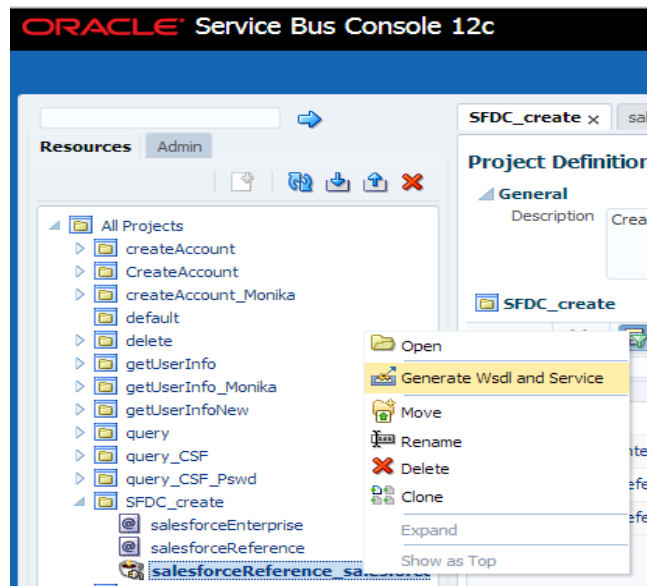 ORACLE® Service Bus Console 12c
SFDC_create x
Resources
Admin
Project Definition
General
Description
All Projects
createAccount
CreateAccount
createAccount_Monika
default
delete
getUserInfo
getUserInfo_Monika
getUserInfoNew
query
query_CSF
query_CSF_Pswd
SFDC_create
salesforceEnterprise
salesforceReference
SFDC_create
Open
Generate Wsdl and Service
Move
Rename
Delete
Clone
Expand
Show as Top